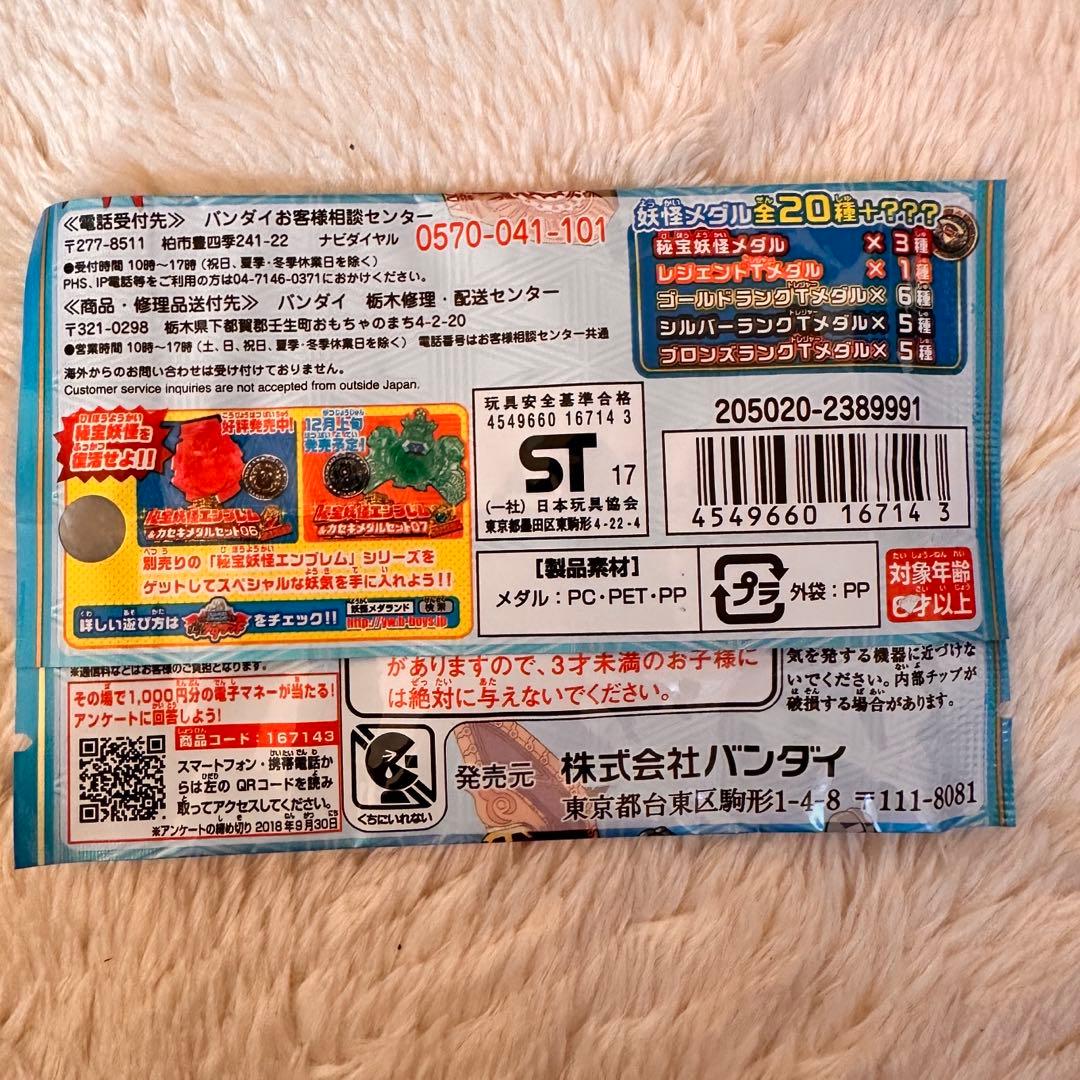 ≪電話受付先≫ バンダイお客様相談センター
〒277-8511 柏市豊四季241-22 ナビダイヤル 0570-041-101
●受付時間 10時〜17時 (祝日、夏季・冬季休業日を除く)
PHS、IP電話等をご利用の方は04-7146-0371におかけください。
≪商品・修理品送付先≫ バンダイ 栃木修理・配送センター
〒321-0298 栃木県下都賀郡壬生町おもちゃのまち4-2-20
●営業時間 10時〜17時 (土、日、祝日、夏季・冬季休業日を除く) 電話番号はお客様相談センター共通
海外からのお問い合わせは受け付けておりません。
Customer service inquiries are not accepted from outside Japan.
妖怪メダル全20種+???
秘宝妖怪メダル × 3種
レジェンドTメダル × 1種
ゴールドランクTメダル× 6種
シルバーランクTメダル× 5種
ブロンズランクTメダル× 5種
秘宝妖怪を
復活せよ!!
好評発売中!
12月上旬
発売予定!
秘宝妖怪エンブレム
&カセキメダルセット06
秘宝妖怪エンブレム
&カセキメダルセット07
別売りの「秘宝妖怪エンブレム」シリーズを
ゲットしてスペシャルな妖気を手に入れよう!!
詳しい遊び方は
をチェック!!
妖怪メダランド 検索
http://yw.b-boys.jp
玩具安全基準合格
4549660 16714 3
ST 17
(一社) 日本玩具協会
東京都墨田区東駒形4-22-4
205020-2389991
4549660 167143
【製品素材】
メダル:PC・PET・PP
プラ
外袋:PP
対象年齢
6才以上
※通信料などはお客様のご負担となります。
その場で1,000円分の電子マネーが当たる!
アンケートに回答しよう!
商品コード:167143
スマートフォン・携帯電話か
らは左の QRコードを読み
取ってアクセスしてください。
※アンケートの締め切り 2018年9月30日
がありますので、3才未満のお子様に
は絶対に与えないでください。
気を発する機器に近づけな
いでください。内部チップが
破損する場合があります。
くちにいれない
発売元 株式会社バンダイ
東京都台東区駒形1-4-8 〒111-8081